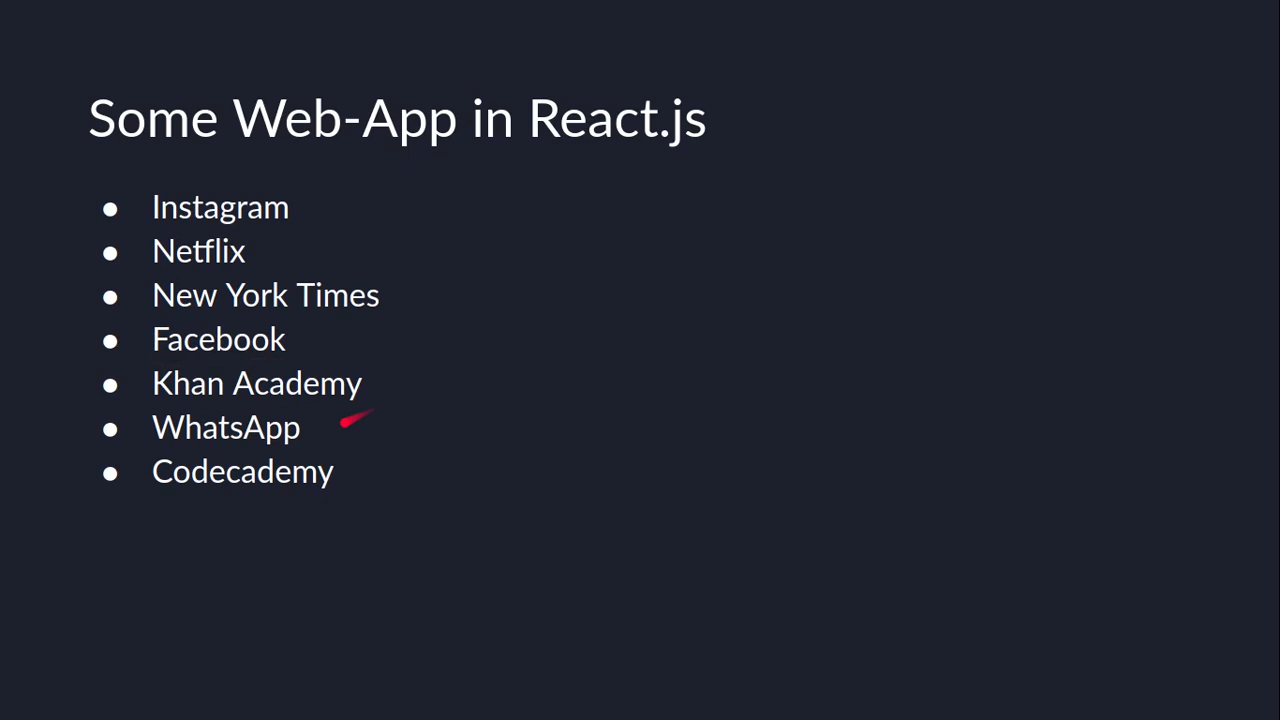 Some Web-App in React.js
● Instagram
● Netflix
● New York Times
● Facebook
● Khan Academy
● WhatsApp
● Codecademy